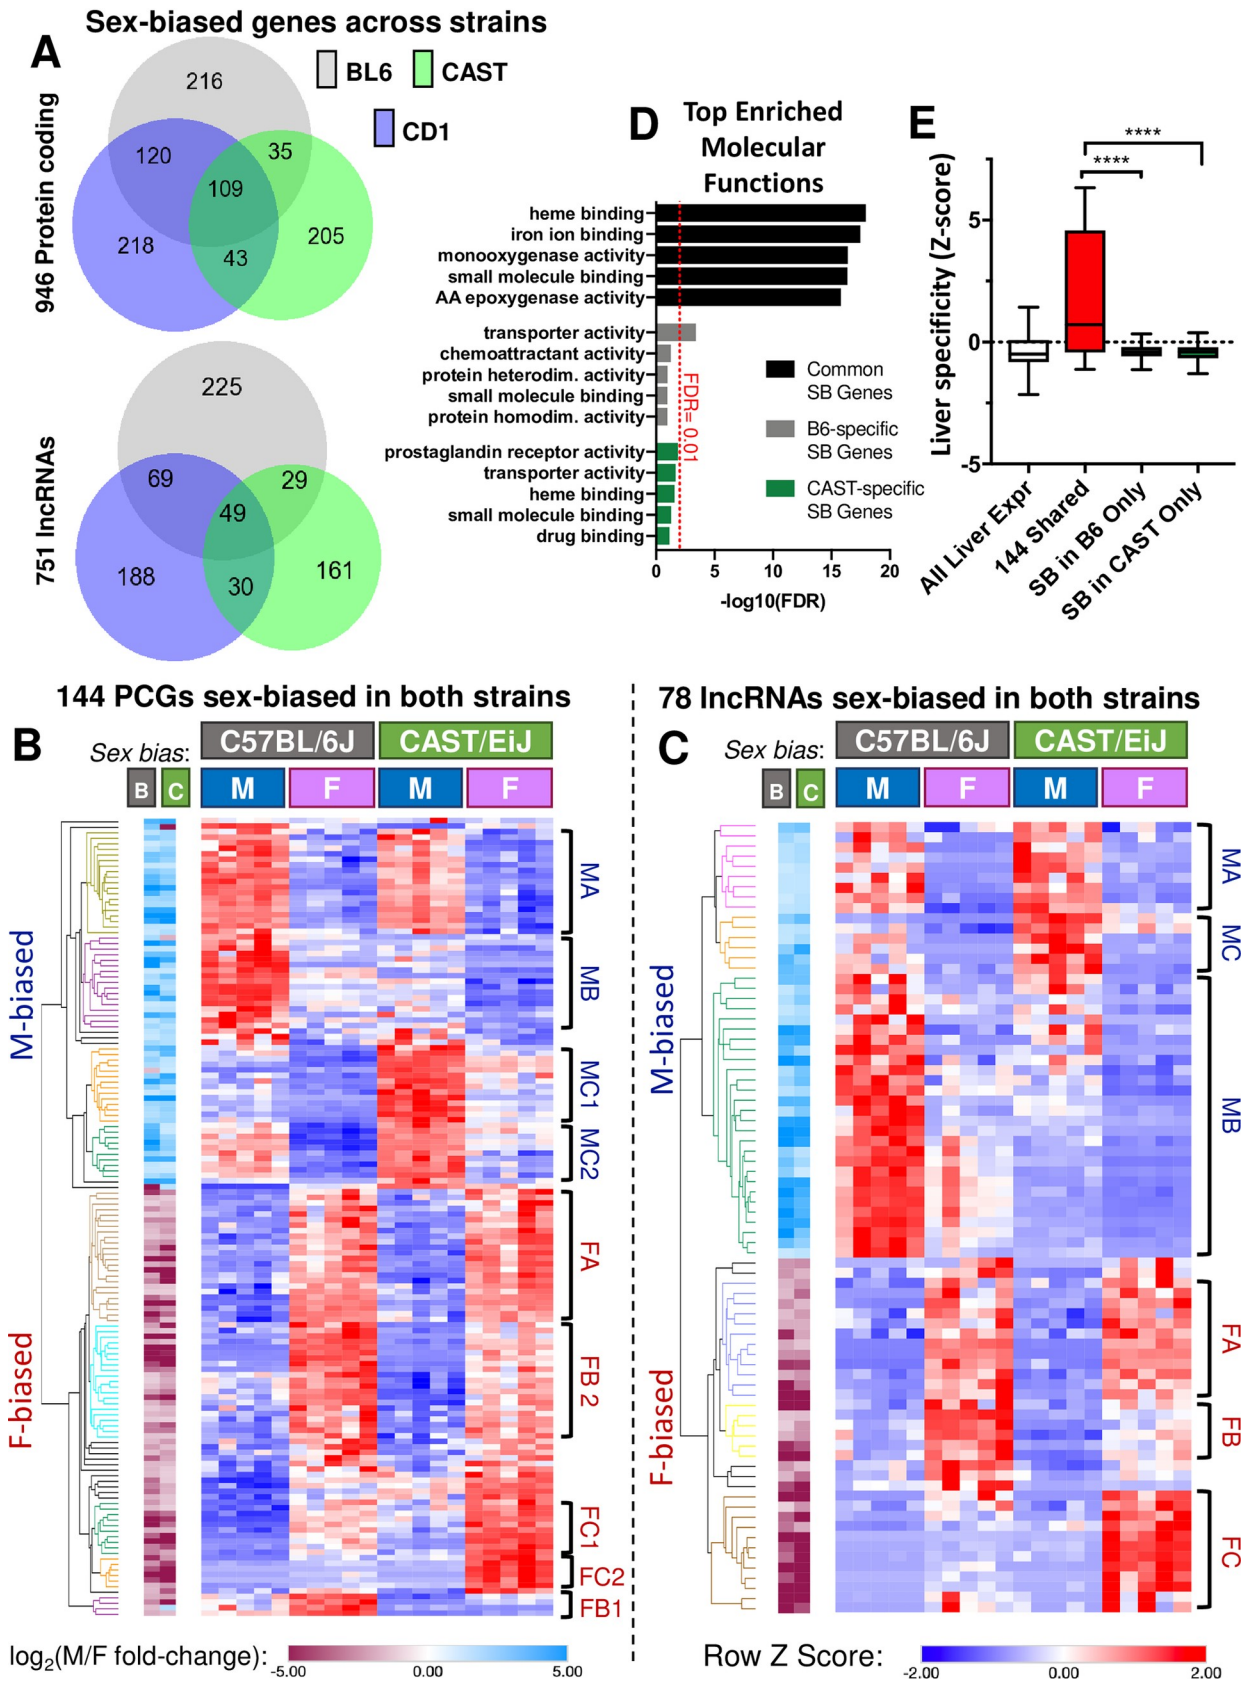 Sex-biased genes across strains
A
BL6
CAST
CD1
946 Protein coding
216
120
35
109
218
43
205
751 lncRNAs
225
69
29
49
188
30
161
D
Top Enriched
Molecular
Functions
heme binding
iron ion binding
monooxygenase activity
small molecule binding
AA epoxygenase activity
transporter activity
chemoattractant activity
protein heterodim. activity
small molecule binding
protein homodim. activity
prostaglandin receptor activity
transporter activity
heme binding
small molecule binding
drug binding
FDR= 0.01
Common
SB Genes
B6-specific
SB Genes
CAST-specific
SB Genes
0 5 10 15 20
-log10(FDR)
E
Liver specificity (Z-score)
5
0
-5
****
****
All Liver Expr
144 Shared
SB in B6 Only
SB in CAST Only
144 PCGs sex-biased in both strains
B
Sex bias:
C57BL/6J
CAST/EiJ
B C M F M F
M-biased
F-biased
MA
MB
MC1
MC2
FA
FB 2
FC1
FC2
FB1
log2(M/F fold-change):
-5.00 0.00 5.00
78 lncRNAs sex-biased in both strains
C
Sex bias:
C57BL/6J
CAST/EiJ
B C M F M F
M-biased
F-biased
MA
MC
MB
FA
FB
FC
Row Z Score:
-2.00 0.00 2.00